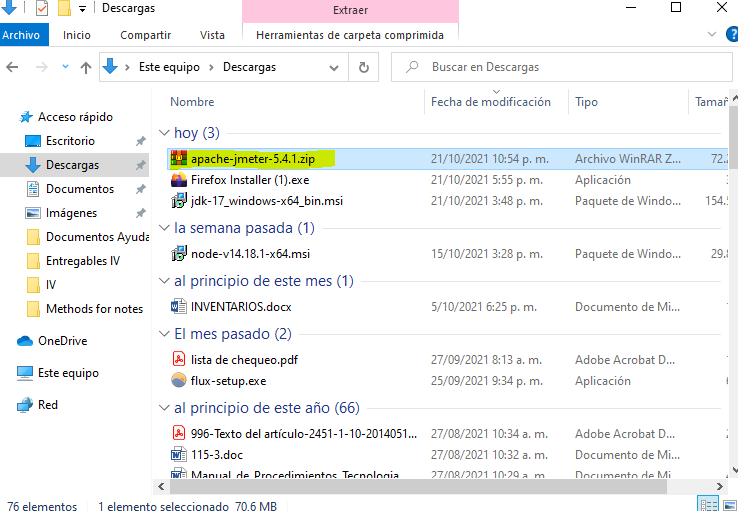 Descargas
Extraer
Archivo Inicio Compartir Vista Herramientas de carpeta comprimida
Este equipo Descargas
Buscar en Descargas
Nombre Fecha de modificación Tipo Tamañ
Acceso rápido
Escritorio
Descargas
Documentos
Imágenes
Documentos Ayuda
Entregables IV
IV
Methods for notes
OneDrive
Este equipo
Red
hoy (3)
apache-jmeter-5.4.1.zip 21/10/2021 10:54 p. m. Archivo WinRAR Z... 72.2
Firefox Installer (1).exe 21/10/2021 5:55 p. m. Aplicación
jdk-17_windows-x64_bin.msi 21/10/2021 3:48 p. m. Paquete de Windo... 154.5
la semana pasada (1)
node-v14.18.1-x64.msi 15/10/2021 3:28 p. m. Paquete de Windo... 29.8
al principio de este mes (1)
INVENTARIOS.docx 5/10/2021 6:25 p. m. Documento de Mi...
El mes pasado (2)
lista de chequeo.pdf 27/09/2021 8:13 a. m. Adobe Acrobat D...
flux-setup.exe 25/09/2021 9:34 p. m. Aplicación
al principio de este año (66)
996-Texto del artículo-2451-1-10-2014051... 27/08/2021 10:34 a. m. Adobe Acrobat D...
115-3.doc 27/08/2021 10:32 a. m. Documento de Mi...
Manual de Procedimientos Tecnologia 27/08/2021 10:29 a. m. Documento de Mi...
76 elementos 1 elemento seleccionado 70.6 MB